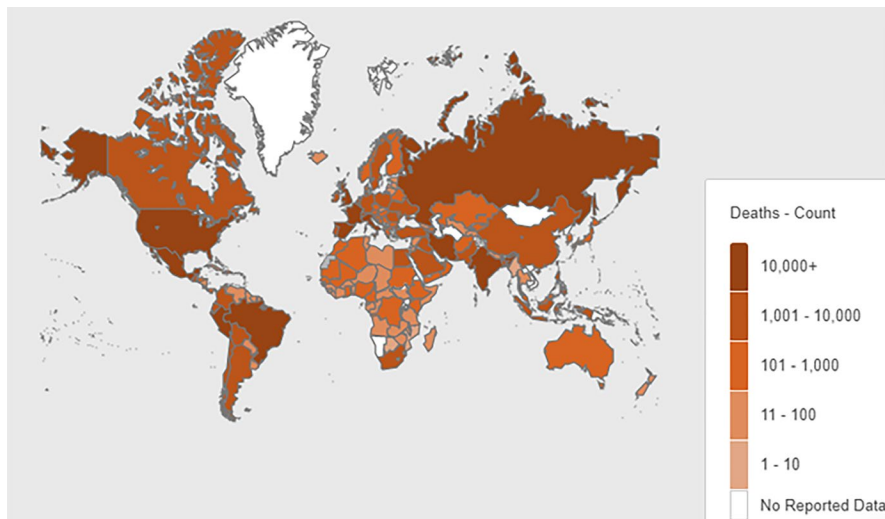 Deaths - Count
10,000+
1,001 - 10,000
101 - 1,000
11 - 100
1 - 10
No Reported Data